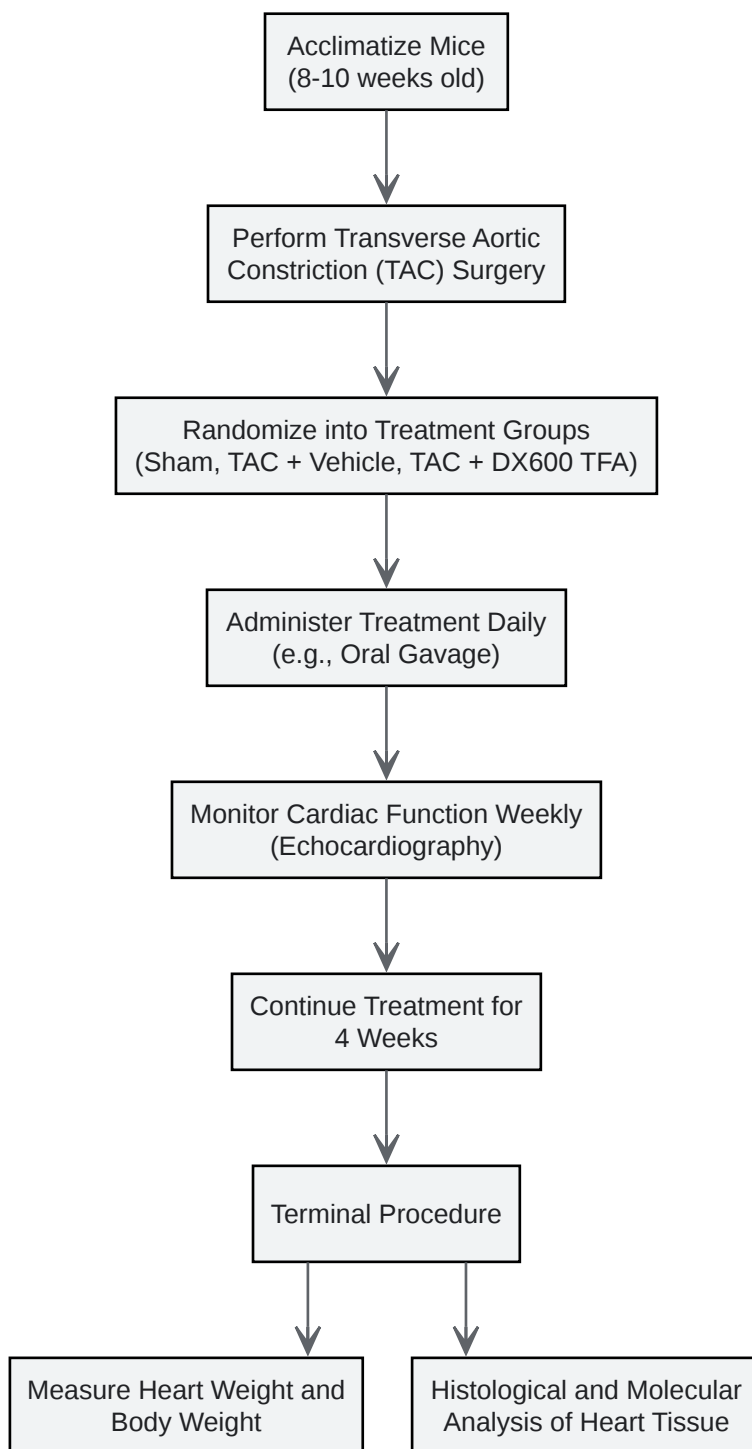 Acclimatize Mice
(8-10 weeks old)
Perform Transverse Aortic
Constriction (TAC) Surgery
Randomize into Treatment Groups
(Sham, TAC + Vehicle, TAC + DX600 TFA)
Administer Treatment Daily
(e.g., Oral Gavage)
Monitor Cardiac Function Weekly
(Echocardiography)
Continue Treatment for
4 Weeks
Terminal Procedure
Measure Heart Weight and
Body Weight
Histological and Molecular
Analysis of Heart Tissue